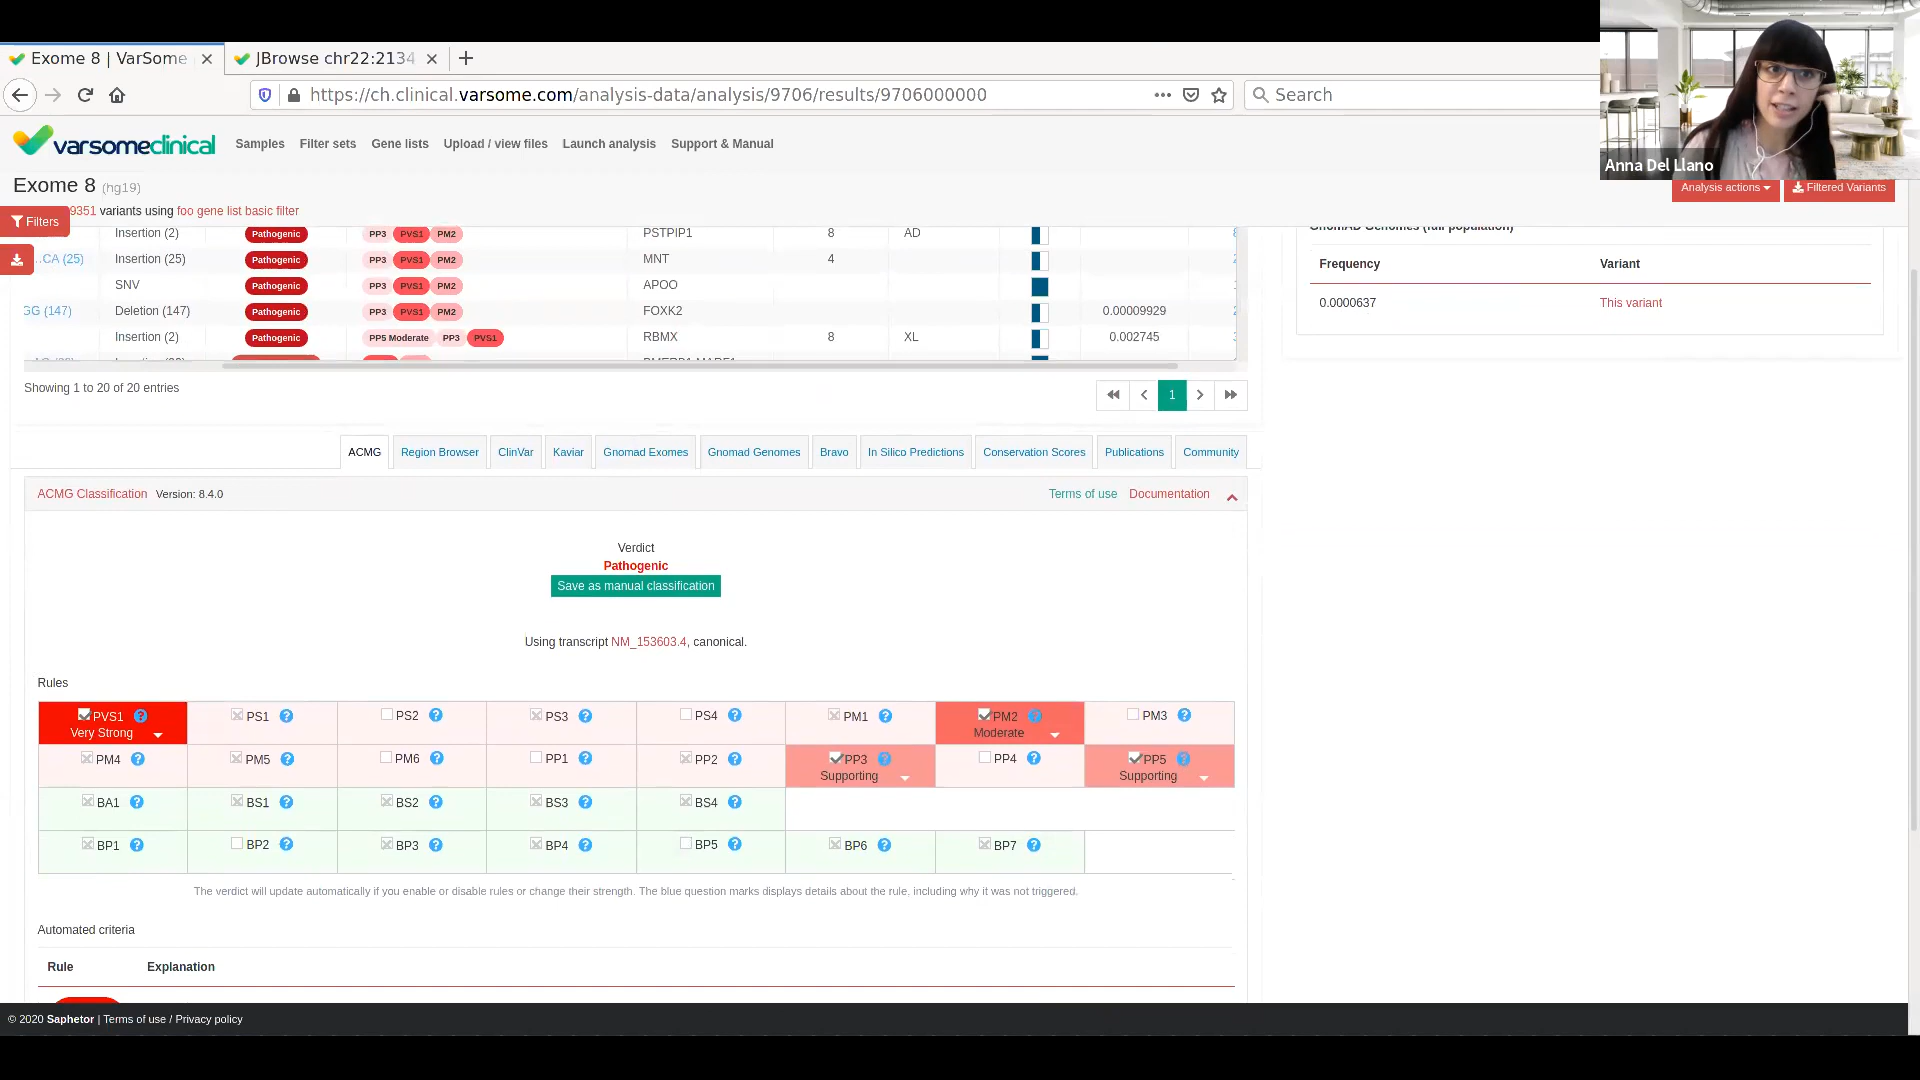 Exome 8 | VarSome
JBrowse chr22:2134
https://ch.clinical.varsome.com/analysis-data/analysis/9706/results/9706000000
Search
varsomeclinical
Samples Filter sets Gene lists Upload / view files Launch analysis Support & Manual
Anna Del Llano
Exome 8 (hg19)
Analysis actions
Filtered Variants
9351 variants using foo gene list basic filter
Filters
Insertion (2) Pathogenic PP3 PVS1 PM2 PSTPIP1 8 AD
...CA (25) Insertion (25) Pathogenic PP3 PVS1 PM2 MNT 4
SNV Pathogenic PP3 PVS1 PM2 APOO
GG (147) Deletion (147) Pathogenic PP3 PVS1 PM2 FOXK2 0.00009929
Insertion (2) Pathogenic PP5 Moderate PP3 PVS1 RBMX 8 XL 0.002745
GnomAD Genomes (full population)
Frequency Variant
0.0000637 This variant
Showing 1 to 20 of 20 entries
1
ACMG Region Browser ClinVar Kaviar Gnomad Exomes Gnomad Genomes Bravo In Silico Predictions Conservation Scores Publications Community
ACMG Classification Version: 8.4.0
Terms of use Documentation
Verdict
Pathogenic
Save as manual classification
Using transcript NM_153603.4, canonical.
Rules
PVS1 PS1 PS2 PS3 PS4 PM1 PM2 PM3
Very Strong Moderate
PM4 PM5 PM6 PP1 PP2 PP3 PP4 PP5
Supporting Supporting
BA1 BS1 BS2 BS3 BS4
BP1 BP2 BP3 BP4 BP5 BP6 BP7
The verdict will update automatically if you enable or disable rules or change their strength. The blue question marks displays details about the rule, including why it was not triggered.
Automated criteria
Rule Explanation
© 2020 Saphetor | Terms of use / Privacy policy